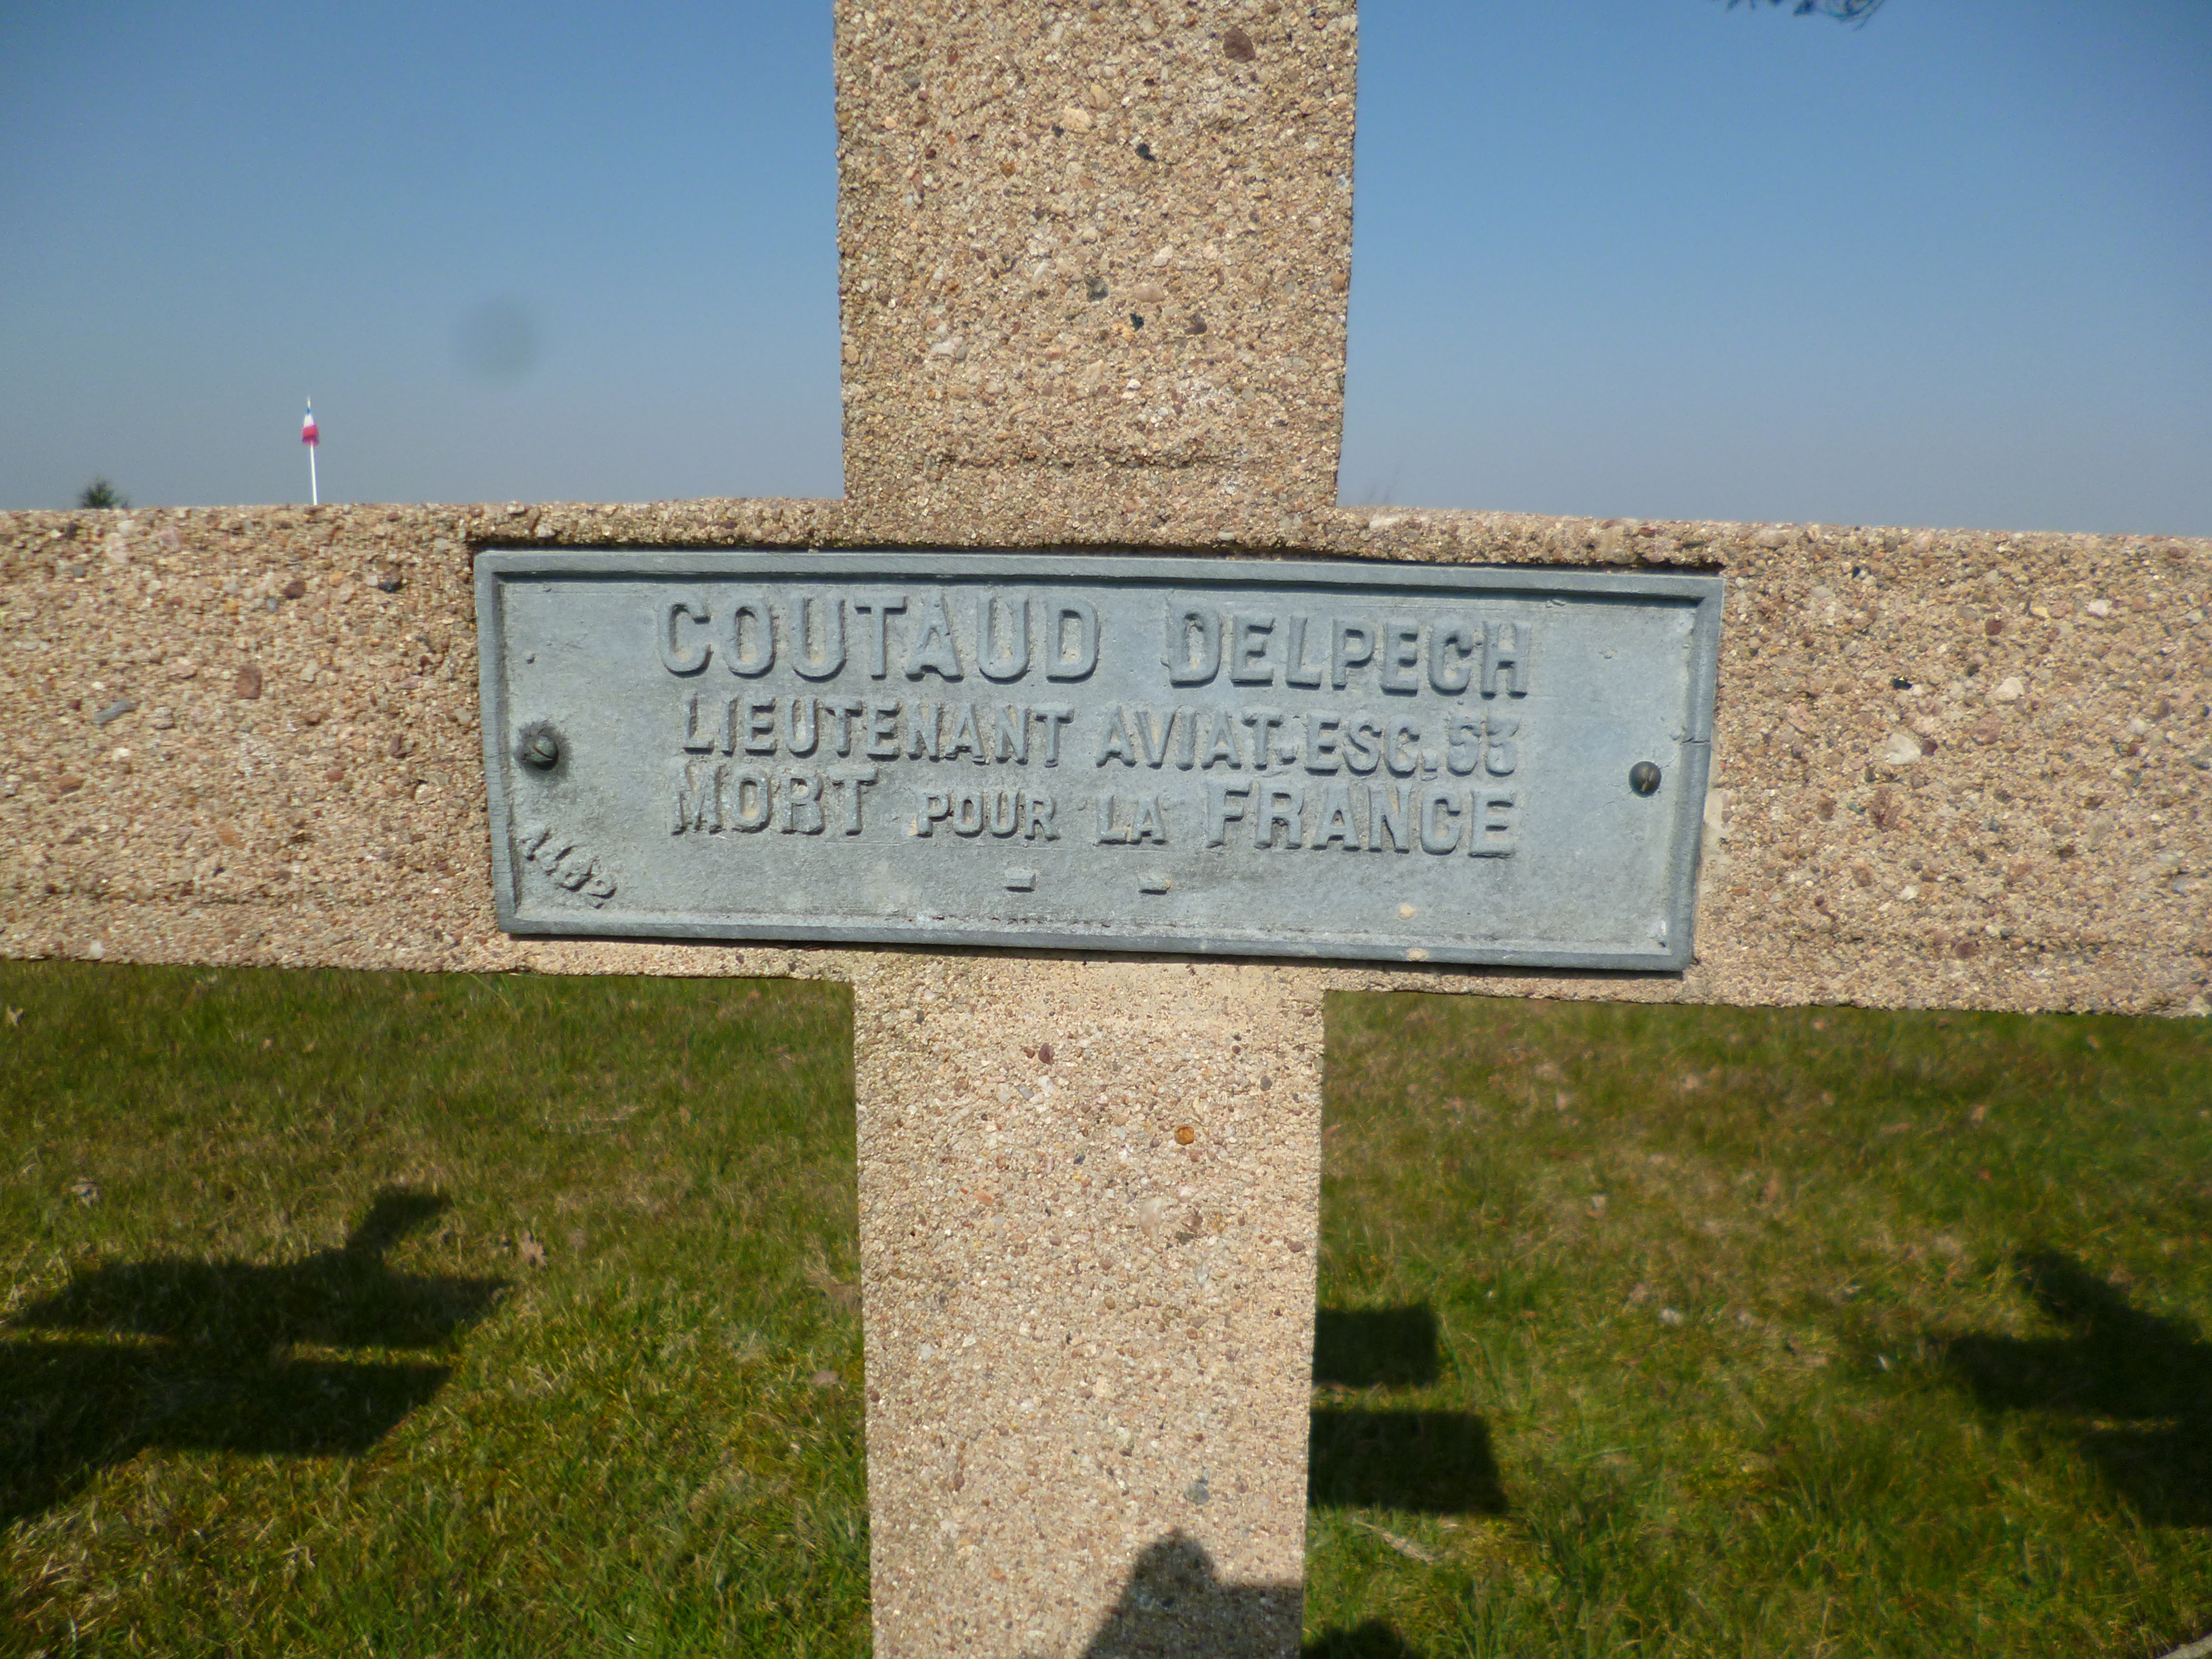 COUTAUD DELPECH
LIEUTENANT AVIAT. ESC. 53
MORT POUR LA FRANCE
- -